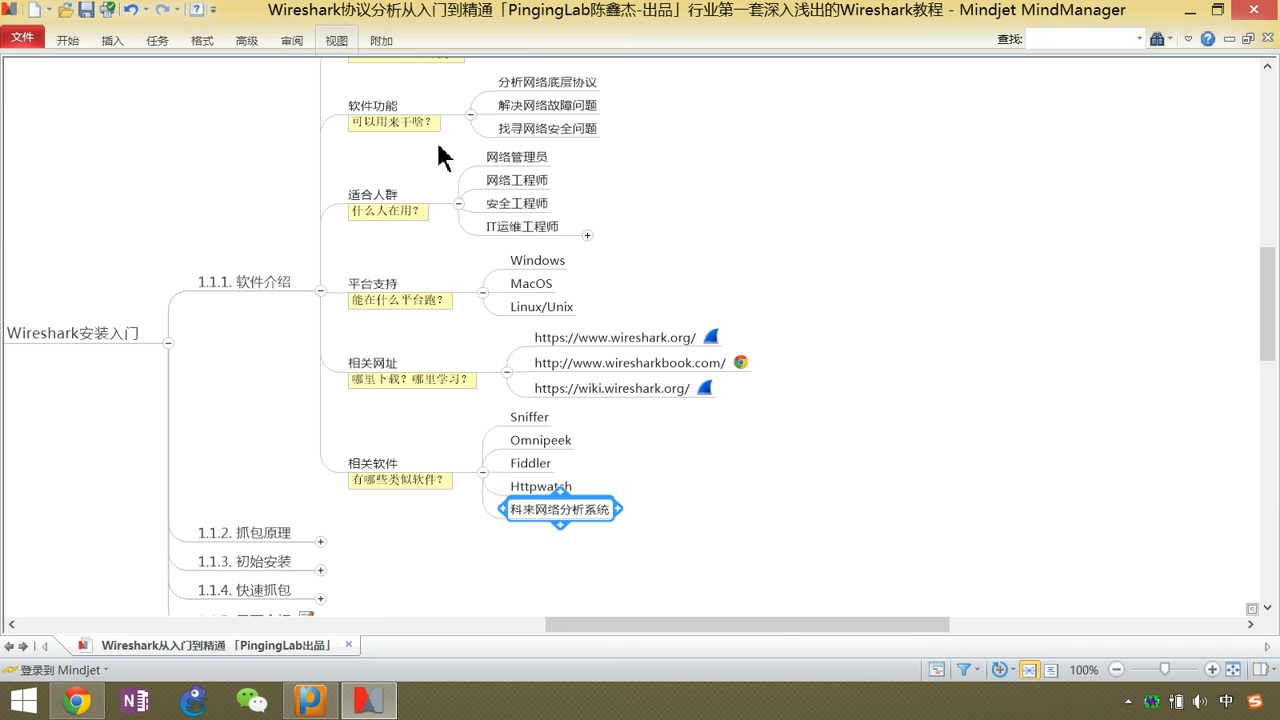 Wireshark协议分析从入门到精通「PingingLab陈鑫杰-出品」行业第一套深入浅出的Wireshark教程 - Mindjet MindManager
文件 开始 插入 任务 格式 高级 审阅 视图 附加 查找:
软件功能
可以用来干啥？
分析网络底层协议
解决网络故障问题
找寻网络安全问题
适合人群
什么人在用？
网络管理员
网络工程师
安全工程师
IT运维工程师
1.1.1. 软件介绍
平台支持
能在什么平台跑？
Windows
MacOS
Linux/Unix
Wireshark安装入门
相关网址
哪里下载？哪里学习？
https://www.wireshark.org/
http://www.wiresharkbook.com/
https://wiki.wireshark.org/
相关软件
有哪些类似软件？
Sniffer
Omnipeek
Fiddler
Httpwatch
科来网络分析系统
1.1.2. 抓包原理
1.1.3. 初始安装
1.1.4. 快速抓包
Wireshark从入门到精通 「PingingLab出品」
登录到 Mindjet
100%
中